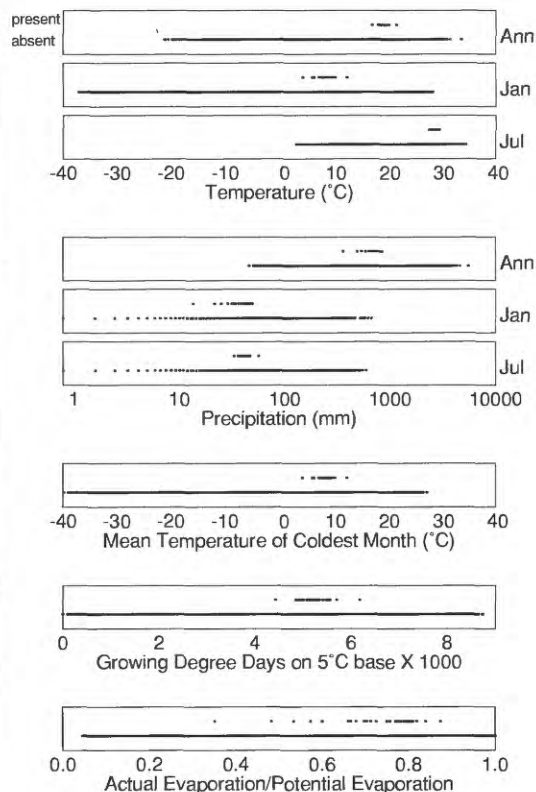 present
absent
Ann
Jan
Jul
-40 -30 -20 -10 0 10 20 30 40
Temperature (°C)
Ann
Jan
Jul
1 10 100 1000 10000
Precipitation (mm)
-40 -30 -20 -10 0 10 20 30 40
Mean Temperature of Coldest Month (°C)
0 2 4 6 8
Growing Degree Days on 5°C base X 1000
0.0 0.2 0.4 0.6 0.8 1.0
Actual Evaporation/Potential Evaporation